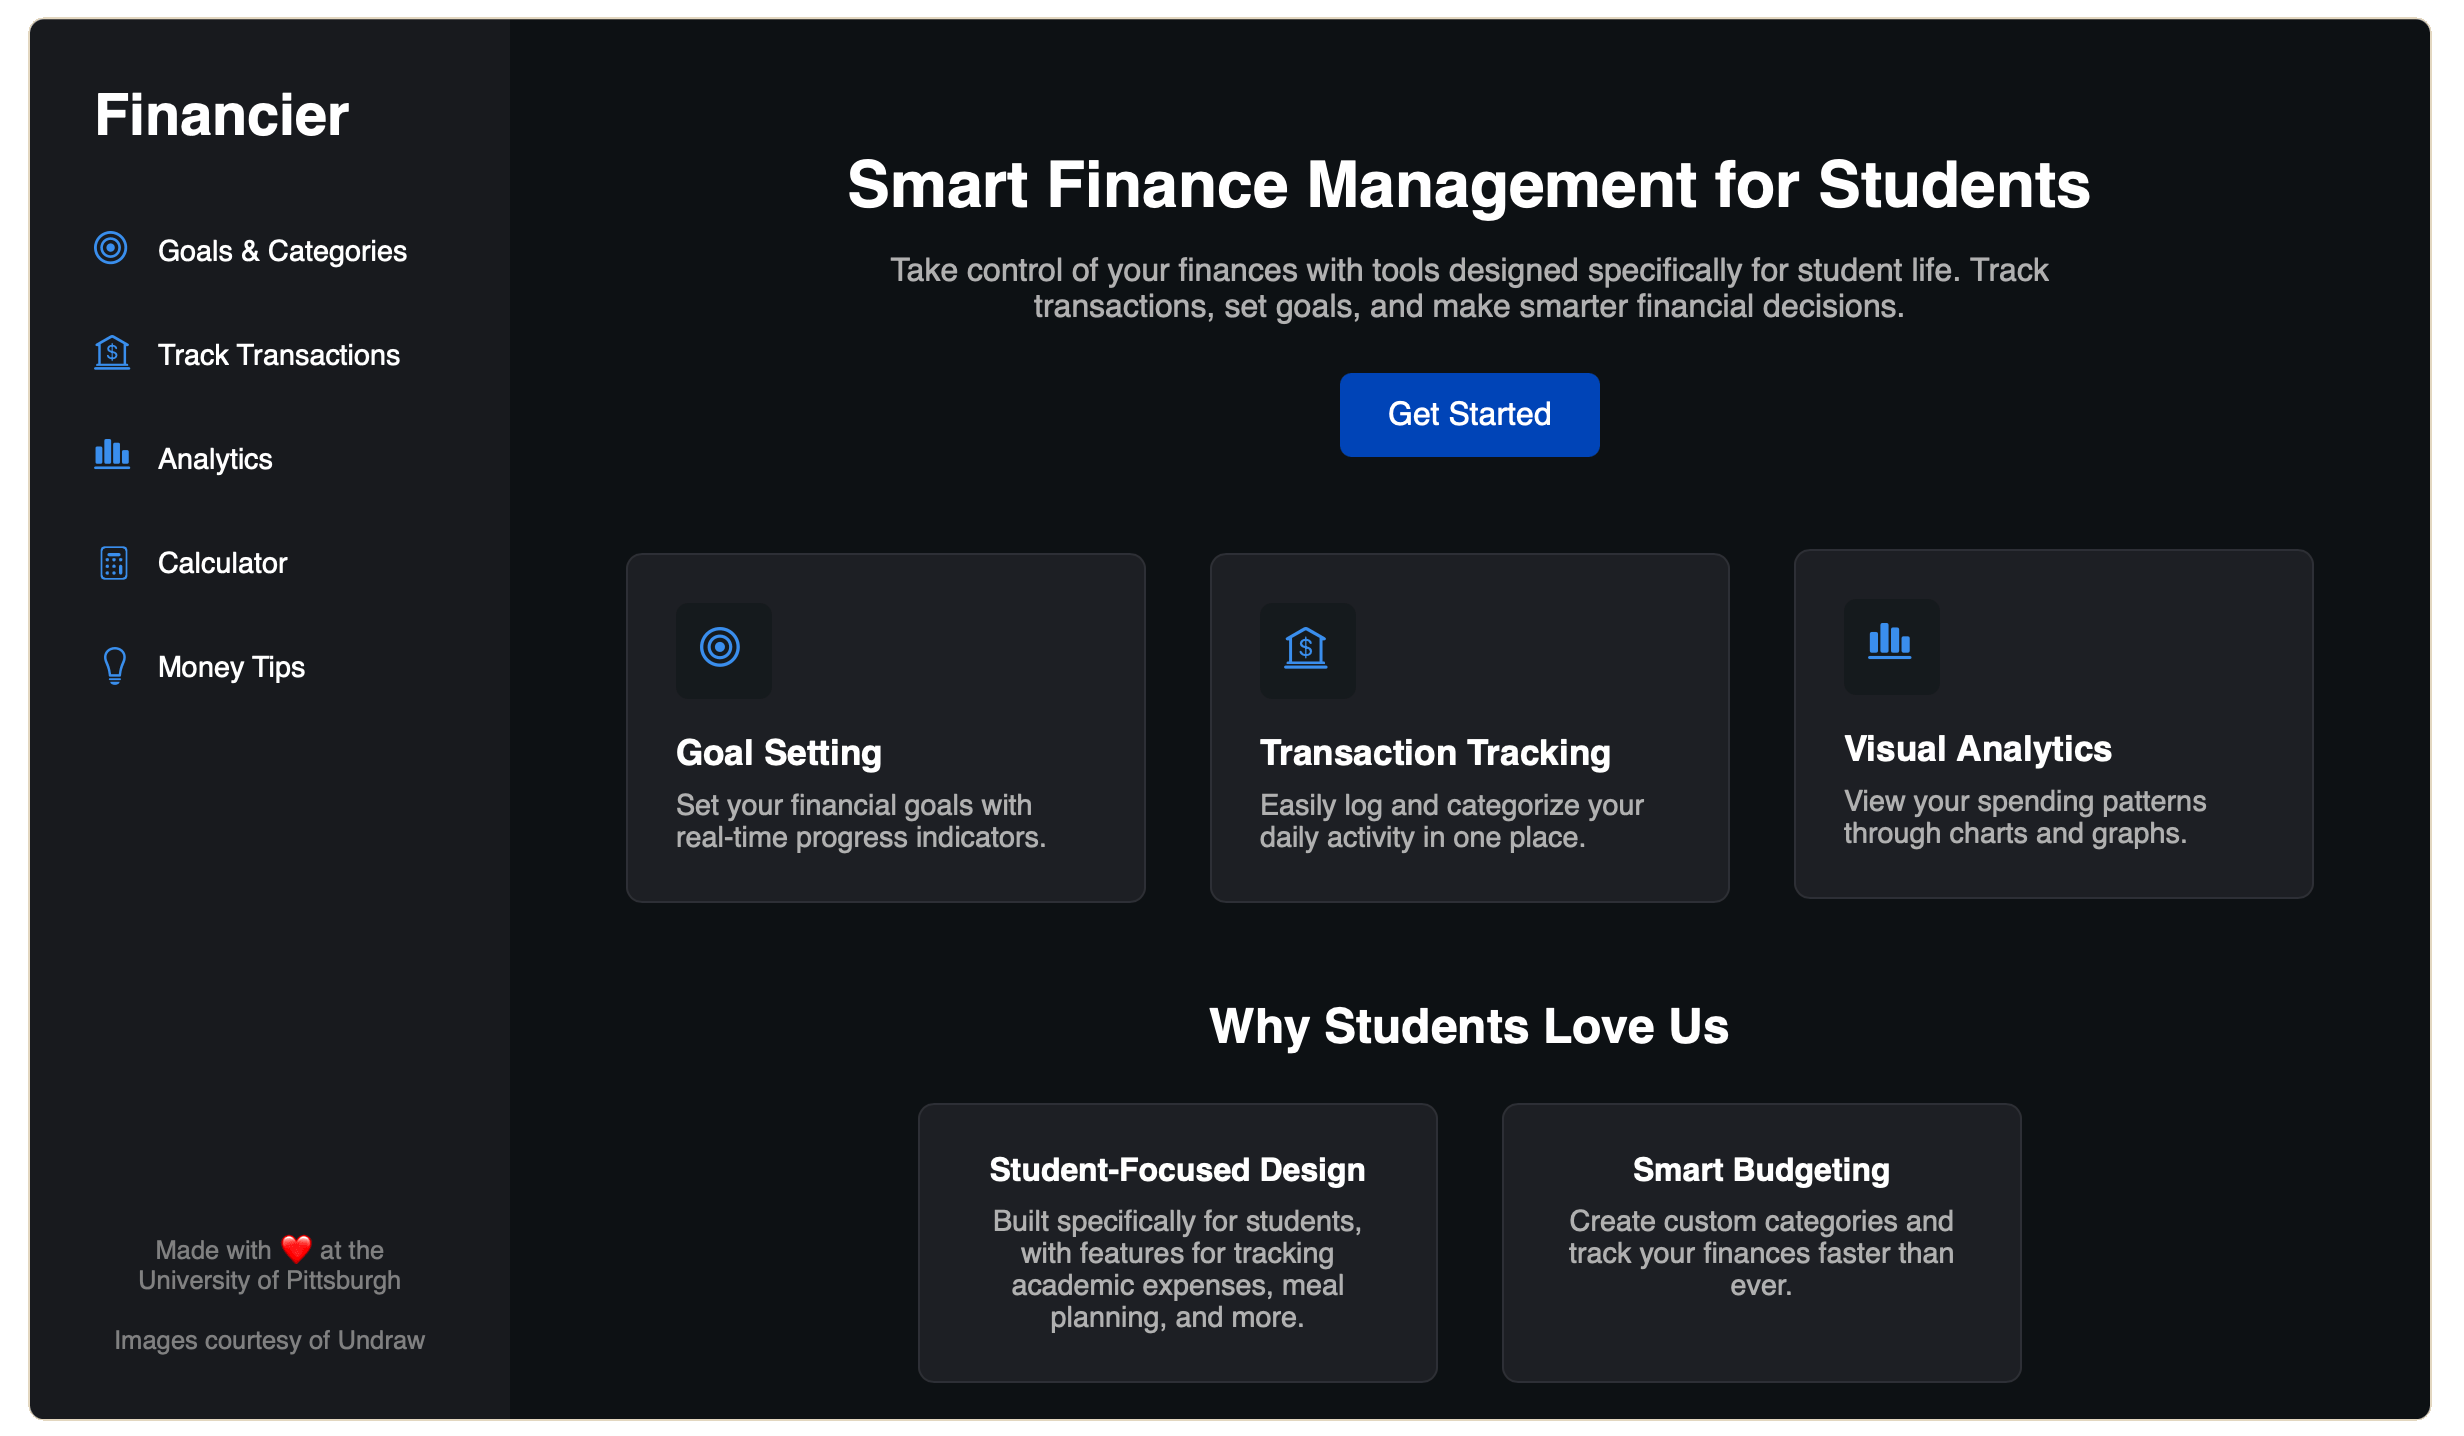 Financier
Goals & Categories
Track Transactions
Analytics
Calculator
Money Tips
Made with ❤️ at the
University of Pittsburgh
Images courtesy of Undraw
Smart Finance Management for Students
Take control of your finances with tools designed specifically for student life. Track
transactions, set goals, and make smarter financial decisions.
Get Started
Goal Setting
Set your financial goals with
real-time progress indicators.
Transaction Tracking
Easily log and categorize your
daily activity in one place.
Visual Analytics
View your spending patterns
through charts and graphs.
Why Students Love Us
Student-Focused Design
Built specifically for students,
with features for tracking
academic expenses, meal
planning, and more.
Smart Budgeting
Create custom categories and
track your finances faster than
ever.